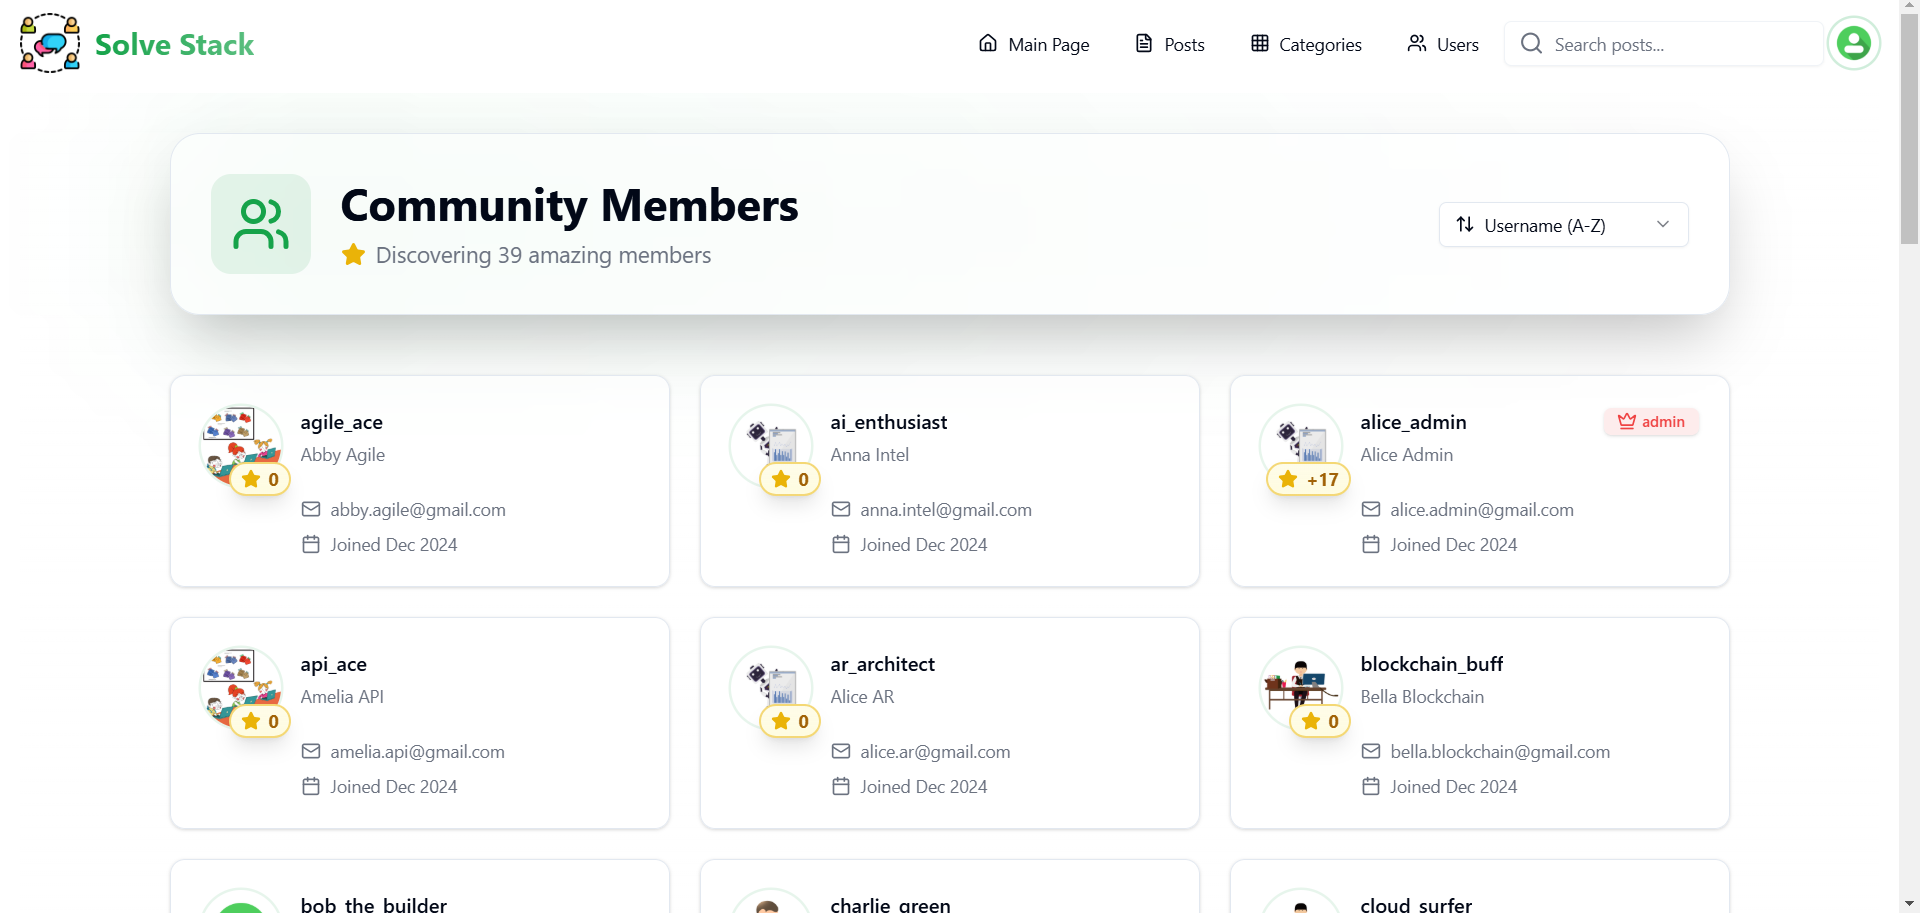 Solve Stack
Main Page
Posts
Categories
Users
Search posts...
Community Members
Discovering 39 amazing members
Username (A-Z)
agile_ace
Abby Agile
0
abby.agile@gmail.com
Joined Dec 2024
ai_enthusiast
Anna Intel
0
anna.intel@gmail.com
Joined Dec 2024
alice_admin
admin
Alice Admin
+17
alice.admin@gmail.com
Joined Dec 2024
api_ace
Amelia API
0
amelia.api@gmail.com
Joined Dec 2024
ar_architect
Alice AR
0
alice.ar@gmail.com
Joined Dec 2024
blockchain_buff
Bella Blockchain
0
bella.blockchain@gmail.com
Joined Dec 2024
bob_the_builder
charlie_green
cloud_surfer